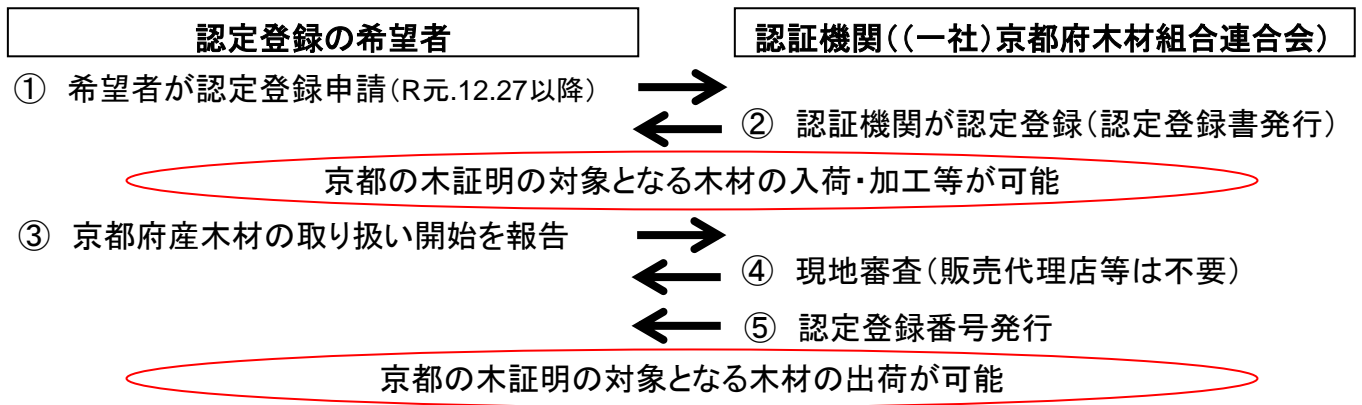 認定登録の希望者
認証機関((一社)京都府木材組合連合会)
① 希望者が認定登録申請(R元.12.27以降)
② 認証機関が認定登録(認定登録書発行)
京都の木証明の対象となる木材の入荷・加工等が可能
③ 京都府産木材の取り扱い開始を報告
④ 現地審査(販売代理店等は不要)
⑤ 認定登録番号発行
京都の木証明の対象となる木材の出荷が可能